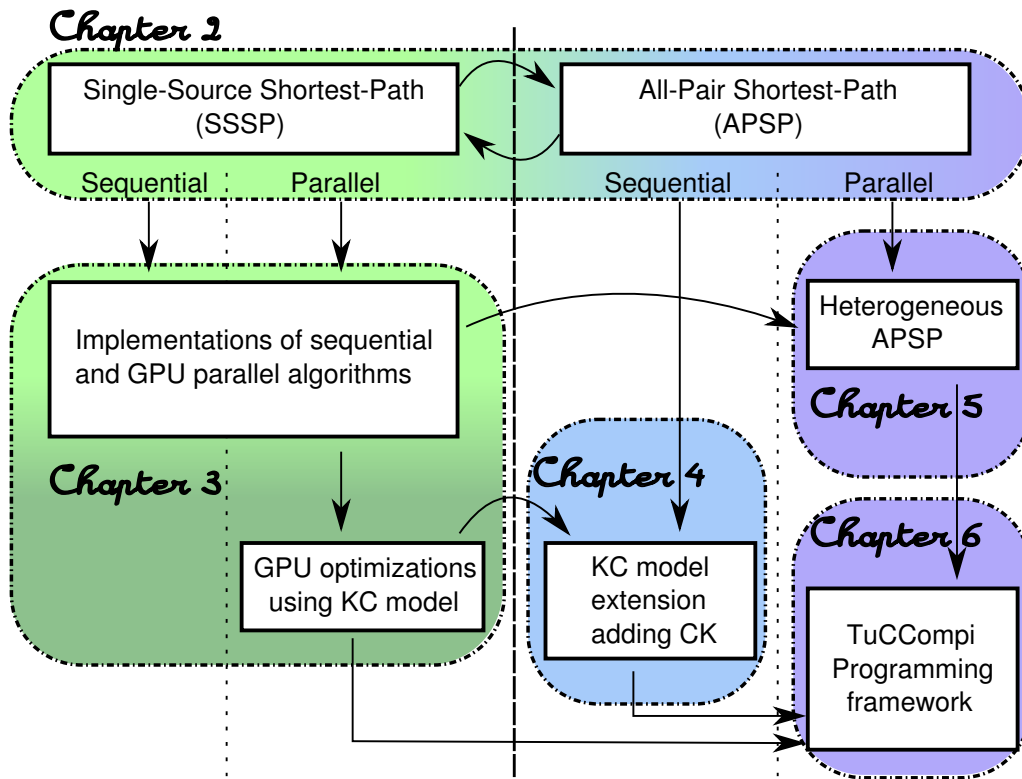 Chapter 2
Single-Source Shortest-Path
(SSSP)
All-Pair Shortest-Path
(APSP)
Sequential
Parallel
Sequential
Parallel
Implementations of sequential
and GPU parallel algorithms
Heterogeneous
APSP
Chapter 5
Chapter 3
Chapter 4
GPU optimizations
using KC model
KC model
extension
adding CK
Chapter 6
TuCCompi
Programming
framework